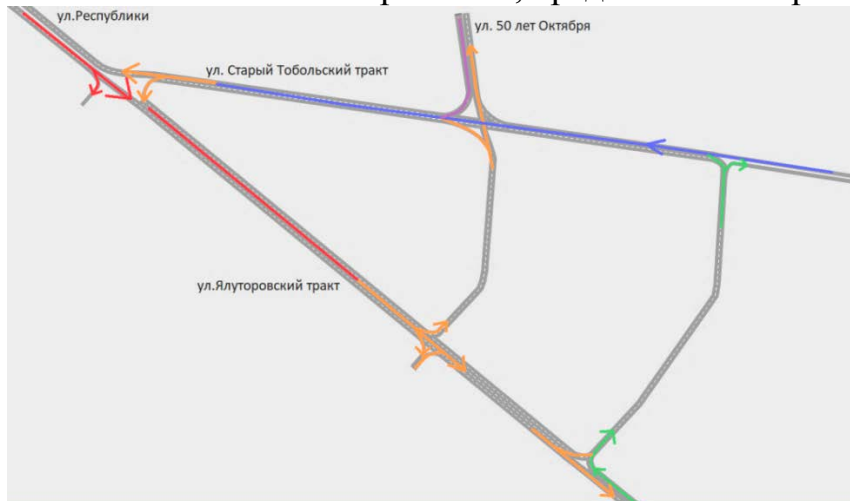 ул.Республики
ул. 50 лет Октября
ул. Старый Тобольский тракт
ул.Ялуторовский тракт